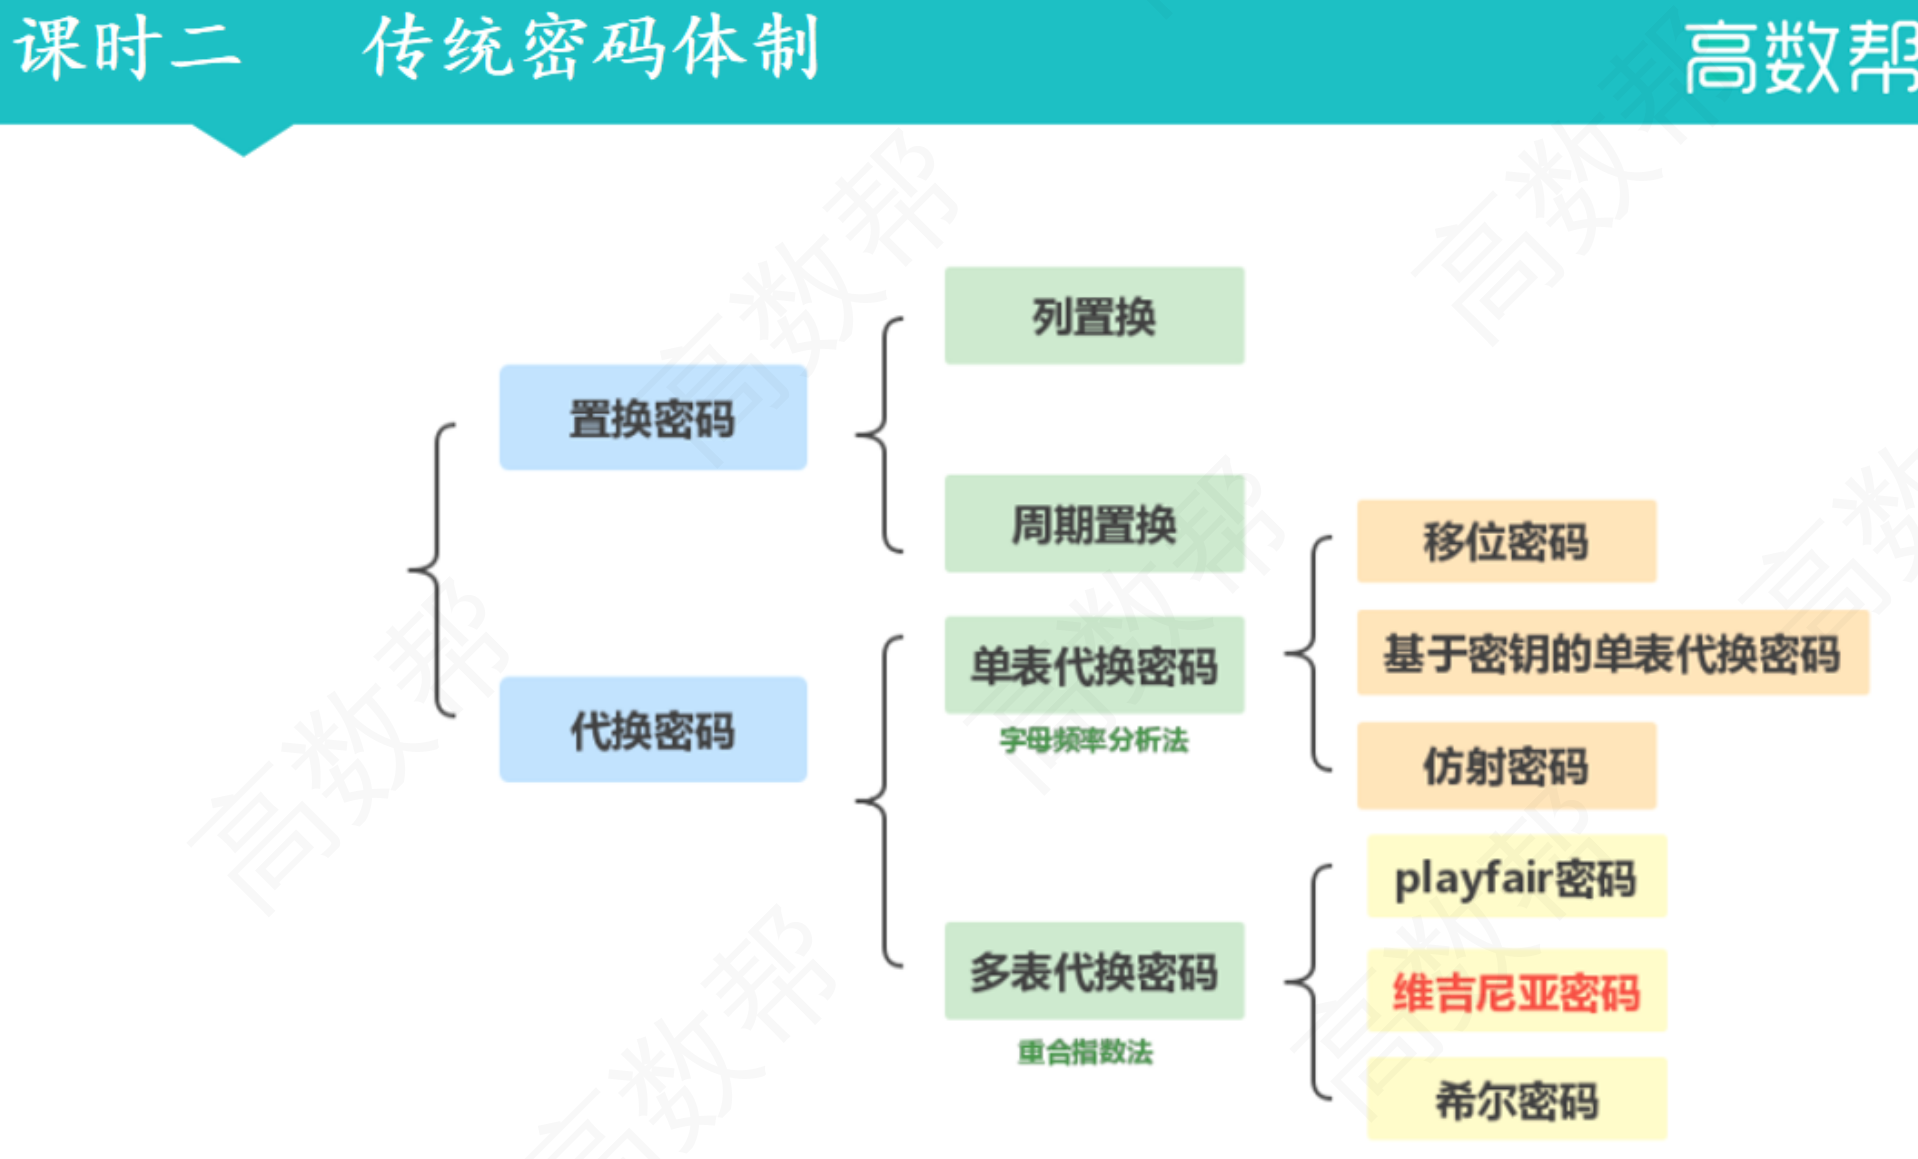 课时二 传统密码体制
高数帮
列置换
置换密码
周期置换
移位密码
基于密钥的单表代换密码
单表代换密码
字母频率分析法
代换密码
仿射密码
playfair密码
多表代换密码
维吉尼亚密码
重合指数法
希尔密码